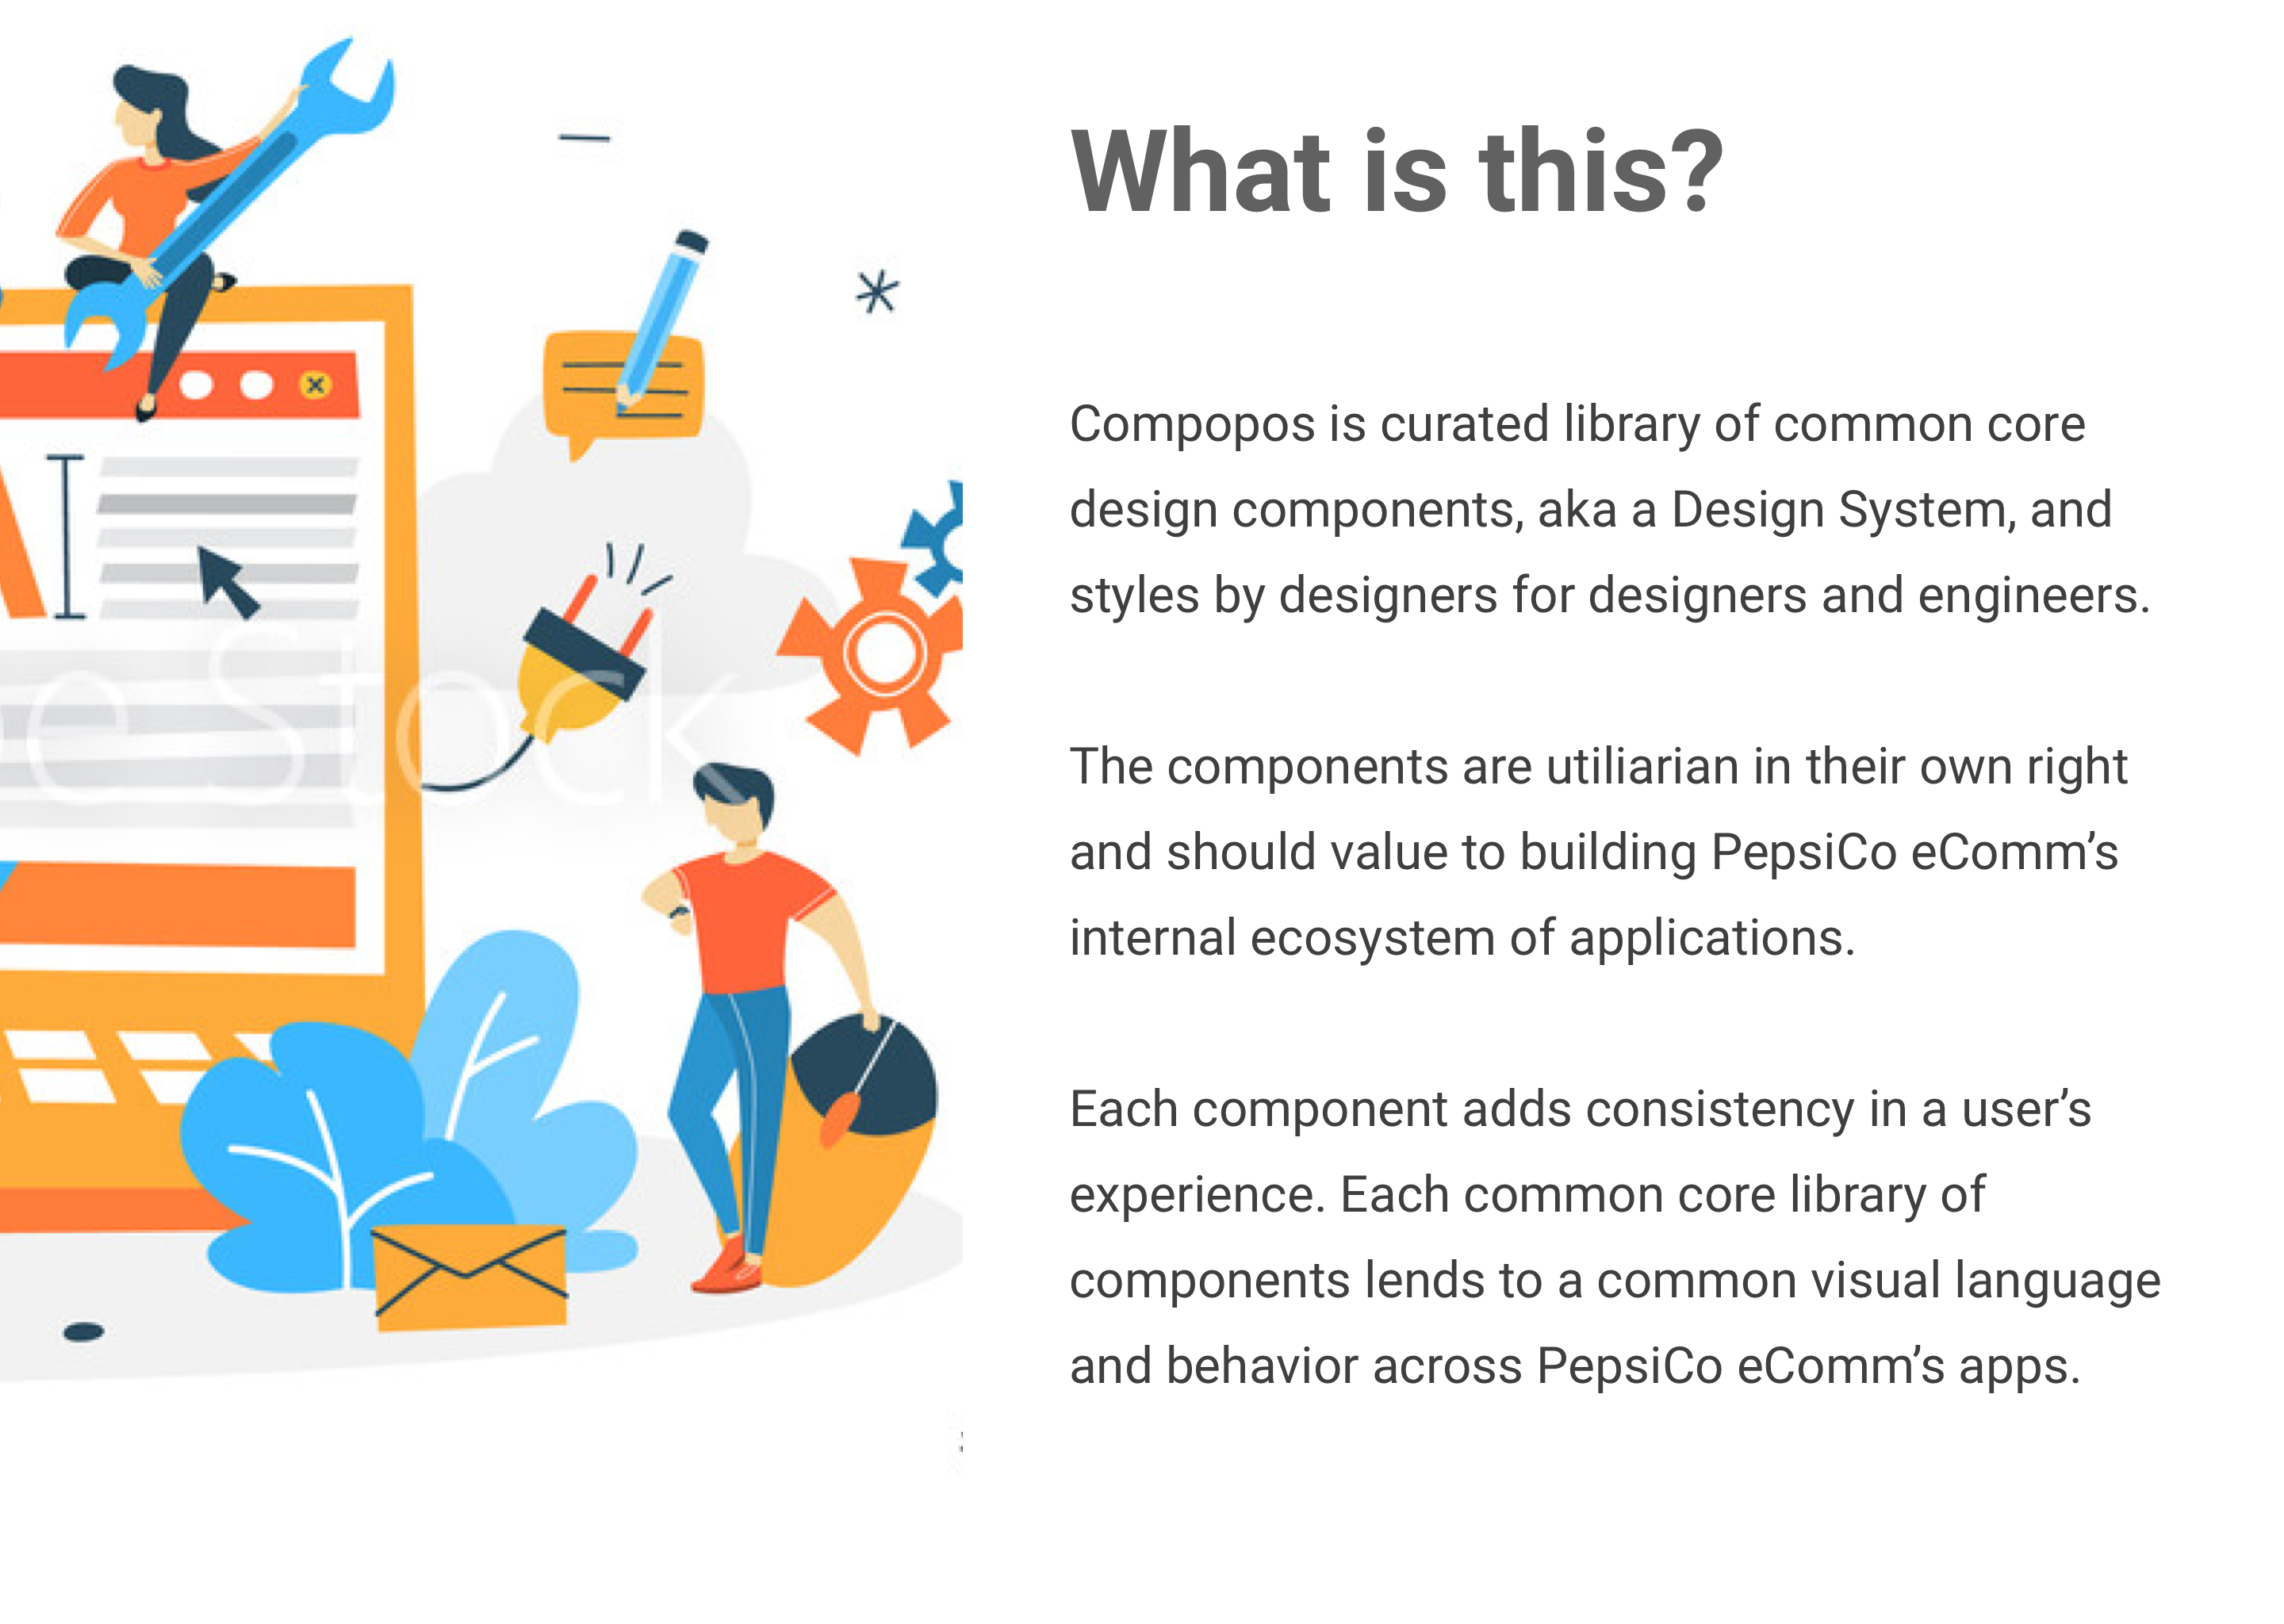 What is this?
Compopos is curated library of common core
design components, aka a Design System, and
styles by designers for designers and engineers.
The components are utiliarian in their own right
and should value to building PepsiCo eComm’s
internal ecosystem of applications.
Each component adds consistency in a user’s
experience. Each common core library of
components lends to a common visual language
and behavior across PepsiCo eComm’s apps.
Stock